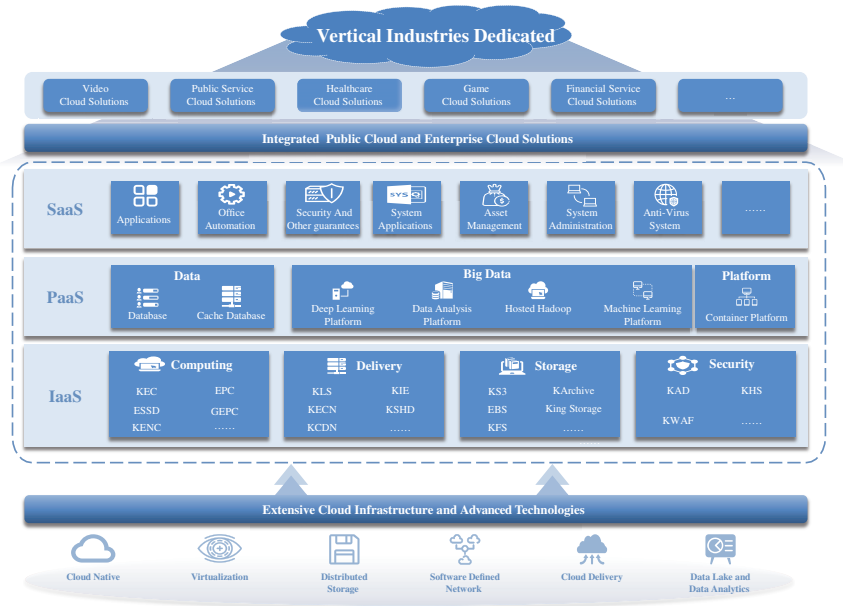 Vertical Industries Dedicated
Video
Cloud Solutions
Public Service
Cloud Solutions
Healthcare
Cloud Solutions
Game
Cloud Solutions
Financial Service
Cloud Solutions
...
Integrated Public Cloud and Enterprise Cloud Solutions
SaaS
Applications
Office
Automation
Security And
Other guarantees
SYS
System
Applications
Asset
Management
System
Administration
Anti-Virus
System
......
PaaS
Data
Database
Cache Database
Big Data
Deep Learning
Platform
Data Analysis
Platform
Hosted Hadoop
Machine Learning
Platform
Platform
Container Platform
IaaS
Computing
KEC
EPC
ESSD
GEPC
KENC
......
Delivery
KLS
KIE
KECN
KSHD
KCDN
......
Storage
KS3
KArchive
EBS
King Storage
KFS
......
......
Security
KAD
KHS
KWAF
......
Extensive Cloud Infrastructure and Advanced Technologies
Cloud Native
Virtualization
Distributed
Storage
Software Defined
Network
Cloud Delivery
Data Lake and
Data Analytics